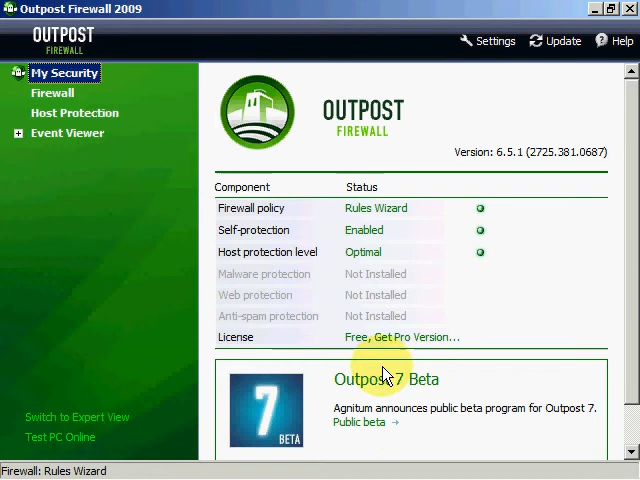 Outpost Firewall 2009
OUTPOST
FIREWALL
Settings Update Help
My Security
Firewall
Host Protection
Event Viewer
Switch to Expert View
Test PC Online
OUTPOST
FIREWALL
Version: 6.5.1 (2725.381.0687)
Component Status
Firewall policy Rules Wizard
Self-protection Enabled
Host protection level Optimal
Malware protection Not Installed
Web protection Not Installed
Anti-spam protection Not Installed
License Free, Get Pro Version...
7
BETA
Outpost 7 Beta
Agnitum announces public beta program for Outpost 7.
Public beta →
Firewall: Rules Wizard